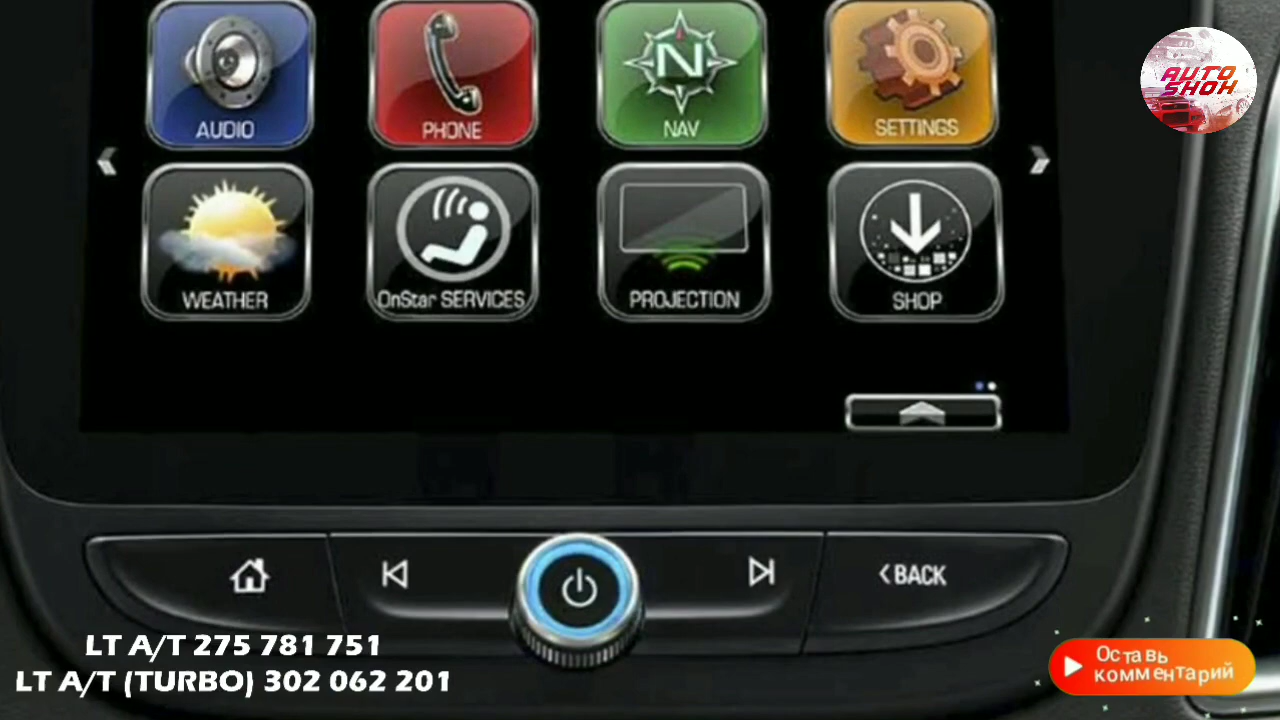 AUTO
SHOH
AUDIO
PHONE
NAV
SETTINGS
WEATHER
OnStar SERVICES
PROJECTION
SHOP
BACK
LT A/T 275 781 751
LT A/T (TURBO) 302 062 201
Оставь
комментарий